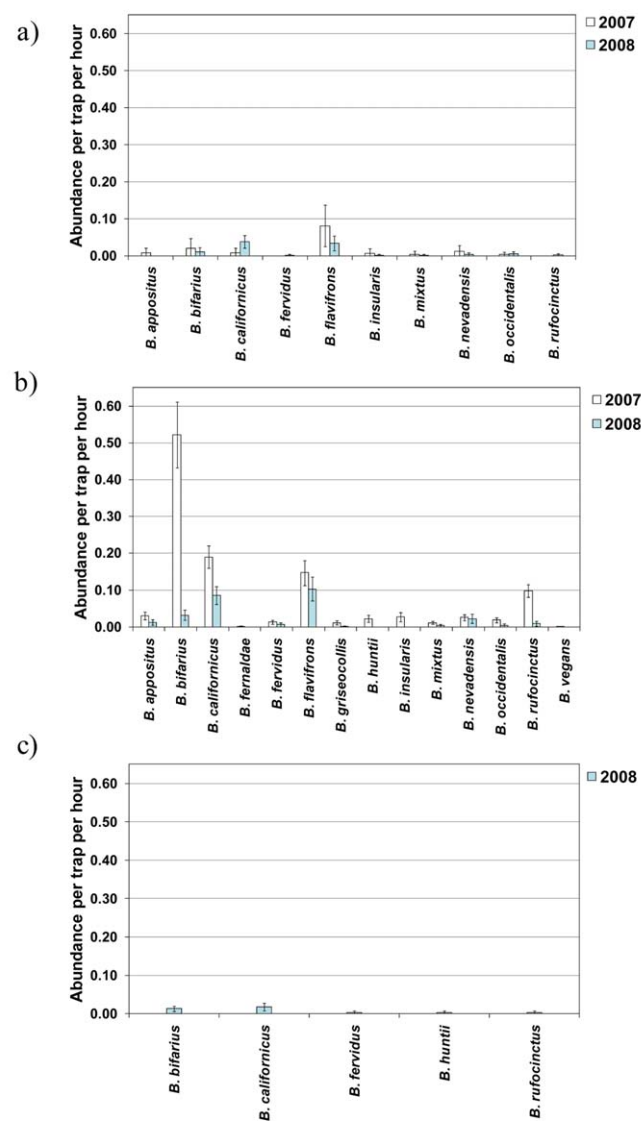 a)
2007
2008
Abundance per trap per hour
0.60
0.50
0.40
0.30
0.20
0.10
0.00
B. appositus
B. bifarius
B. californicus
B. fervidus
B. flavifrons
B. insularis
B. mixtus
B. nevadensis
B. occidentalis
B. rufocinctus
b)
2007
2008
Abundance per trap per hour
0.60
0.50
0.40
0.30
0.20
0.10
0.00
B. appositus
B. bifarius
B. californicus
B. fernaldae
B. fervidus
B. flavifrons
B. griseocollis
B. huntii
B. insularis
B. mixtus
B. nevadensis
B. occidentalis
B. rufocinctus
B. vegans
c)
2008
Abundance per trap per hour
0.60
0.50
0.40
0.30
0.20
0.10
0.00
B. bifarius
B. californicus
B. fervidus
B. huntii
B. rufocinctus